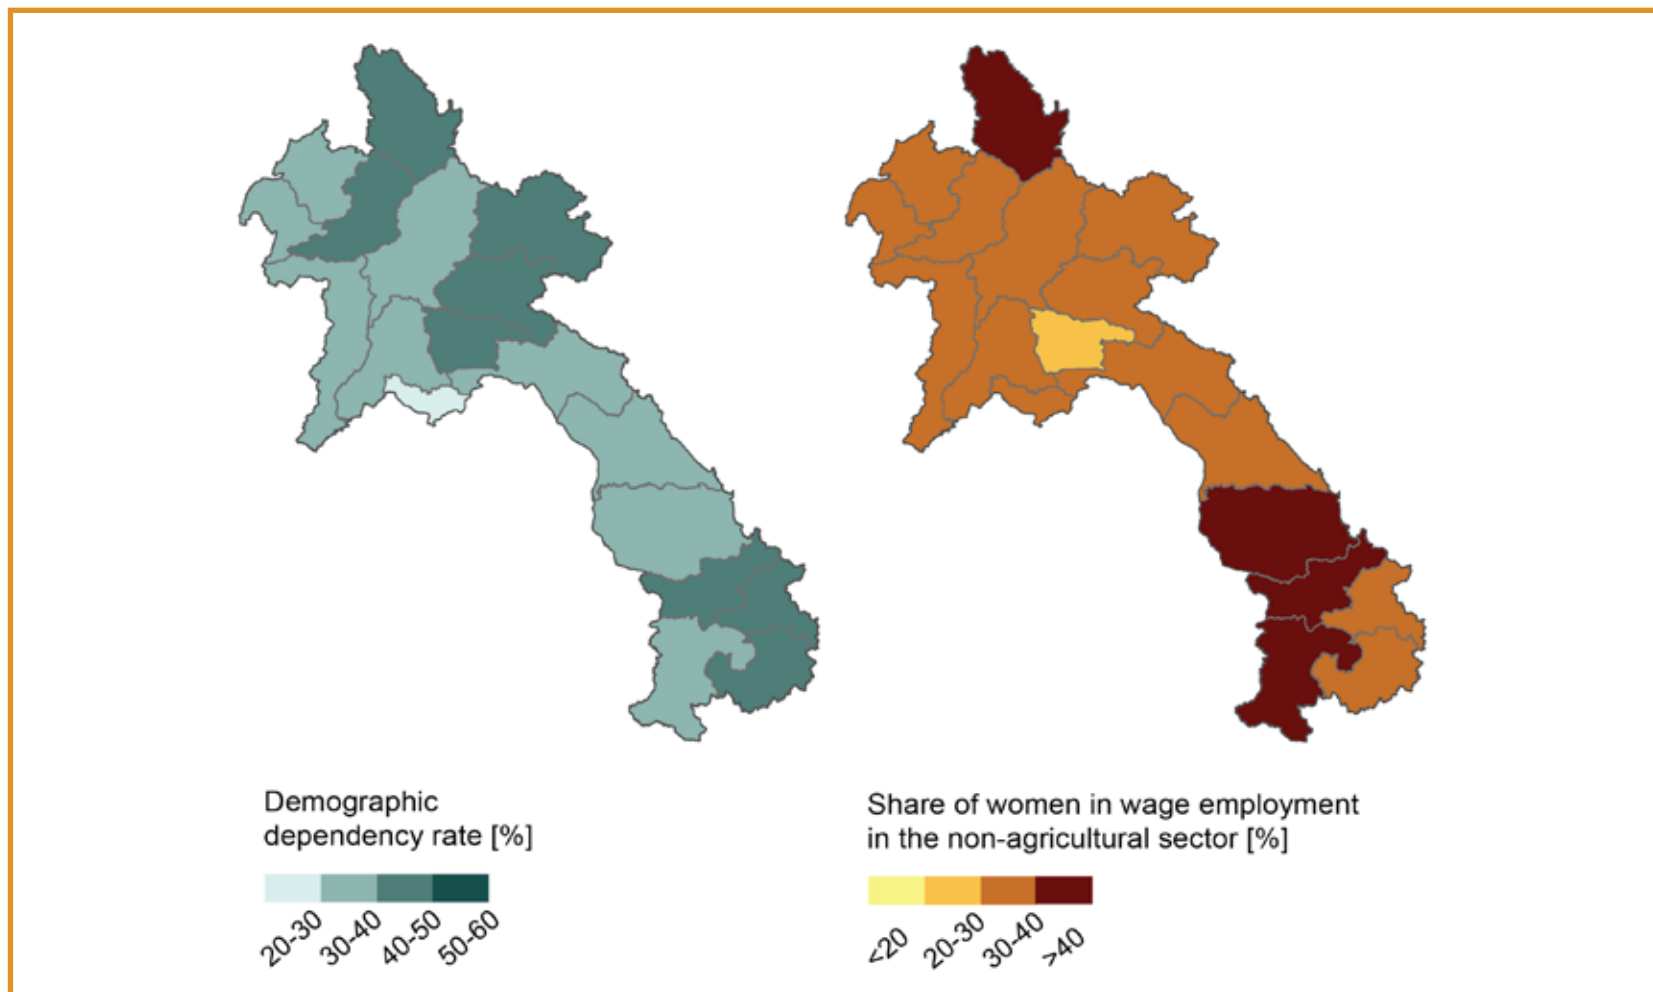 Demographic
dependency rate [%]
20-30
30-40
40-50
50-60
Share of women in wage employment
in the non-agricultural sector [%]
<20
20-30
30-40
>40